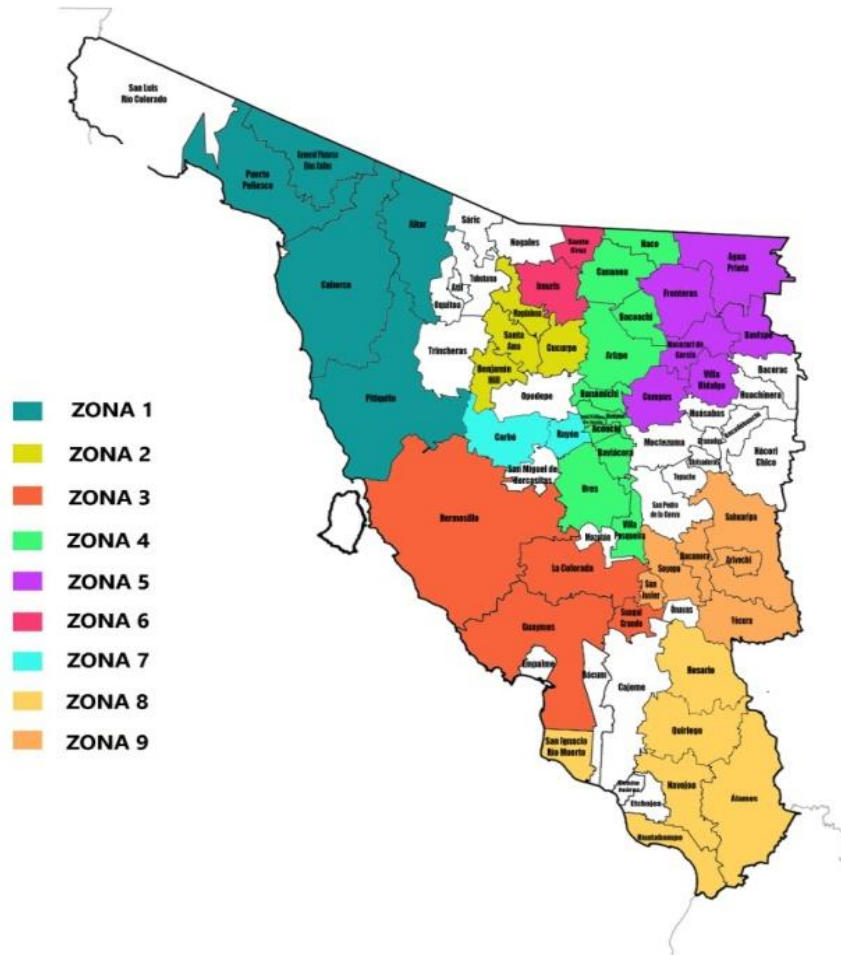 San Luis
Río Colorado
Puerto
Peñasco
General Plutarco
Elías Calles
Altar
Sáric
Nogales
Santa
Cruz
Naco
Cananea
Agua
Prieta
Fronteras
Caborca
Atil
Oquitoa
Tubutama
Imuris
Magdalena
Santa
Ana
Cucurpe
Bacoachi
Nacozari de
García
Bavispe
Trincheras
Benjamín
Hill
Arizpe
Villa
Hidalgo
Bacerac
Huachinera
Pitiquito
Opodepe
Banámichi
Cumpas
Huásabas
Carbó
Rayón
Aconchi
Moctezuma
Granados
Bacadéhuachi
Nácori
Chico
Baviácora
San Miguel de
Horcasitas
Tepache
Ures
San Pedro
de la Cueva
Sahuaripa
Hermosillo
Mazatán
Villa
Pesqueira
Bacanora
Arivechi
Soyopa
La Colorada
San
Javier
Ónavas
Yécora
Suaqui
Grande
Guaymas
Empalme
Bácum
Cajeme
Rosario
Quiriego
San Ignacio
Río Muerto
Navojoa
Álamos
Etchojoa
Huatabampo
ZONA 1
ZONA 2
ZONA 3
ZONA 4
ZONA 5
ZONA 6
ZONA 7
ZONA 8
ZONA 9